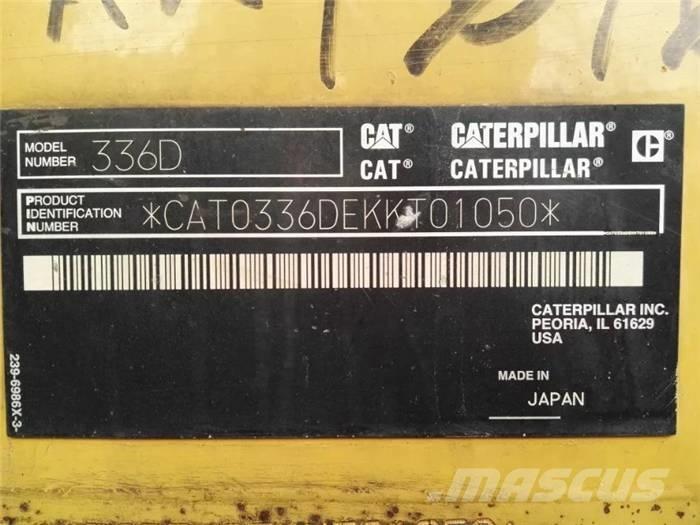 MODEL NUMBER 336D
CAT® CATERPILLAR®
CAT® CATERPILLAR®
PRODUCT IDENTIFICATION NUMBER *CAT0336DEKKT01050*
CATERPILLAR INC.
PEORIA, IL 61629
USA
MADE IN
JAPAN
239-6986X-3-
MASCUS